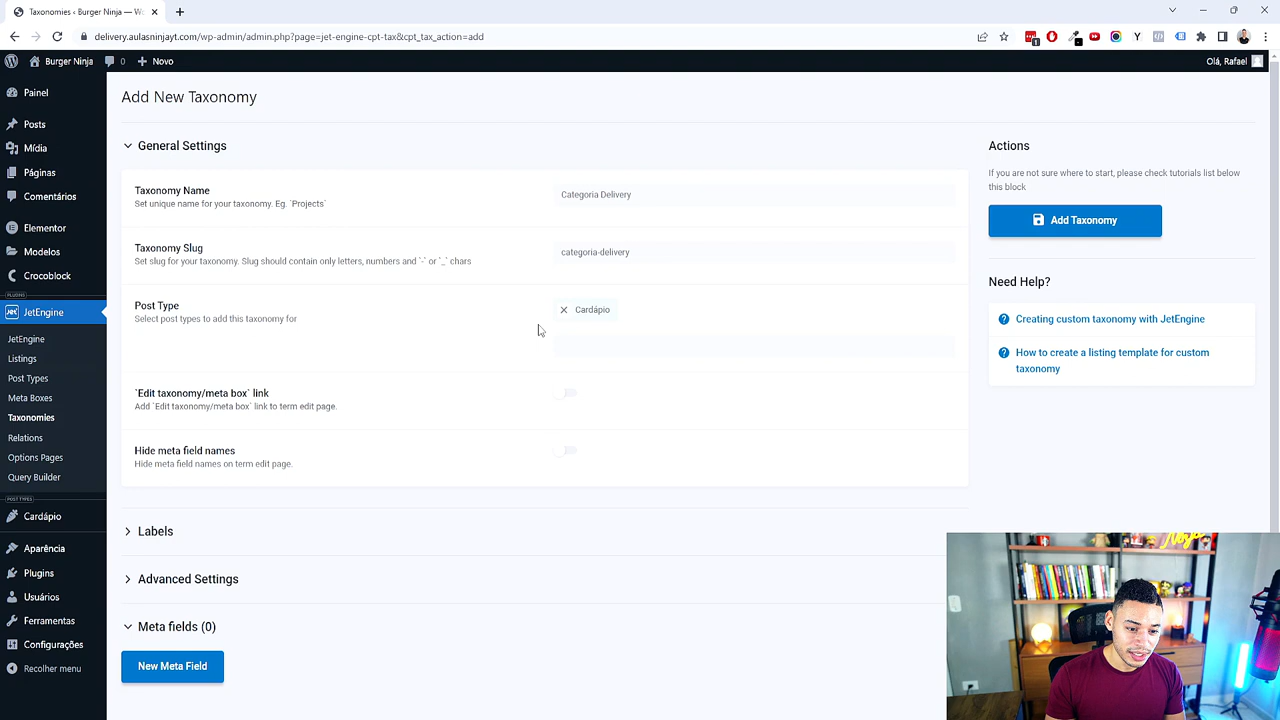 Taxonomies ‹ Burger Ninja —
delivery.aulasninjayt.com/wp-admin/admin.php?page=jet-engine-cpt-tax&cpt_tax_action=add
Burger Ninja
0
Novo
Olá, Rafael
Painel
Posts
Mídia
Páginas
Comentários
Elementor
Modelos
Crocoblock
PLUGINS
JetEngine
JetEngine
Listings
Post Types
Meta Boxes
Taxonomies
Relations
Options Pages
Query Builder
POST TYPES
Cardápio
Aparência
Plugins
Usuários
Ferramentas
Configurações
Recolher menu
Add New Taxonomy
General Settings
Taxonomy Name
Set unique name for your taxonomy. Eg. `Projects`
Categoria Delivery
Taxonomy Slug
Set slug for your taxonomy. Slug should contain only letters, numbers and `-` or `_` chars
categoria-delivery
Post Type
Select post types to add this taxonomy for
Cardápio
`Edit taxonomy/meta box` link
Add `Edit taxonomy/meta box` link to term edit page.
Hide meta field names
Hide meta field names on term edit page.
Labels
Advanced Settings
Meta fields (0)
New Meta Field
Actions
If you are not sure where to start, please check tutorials list below
this block
Add Taxonomy
Need Help?
Creating custom taxonomy with JetEngine
How to create a listing template for custom
taxonomy